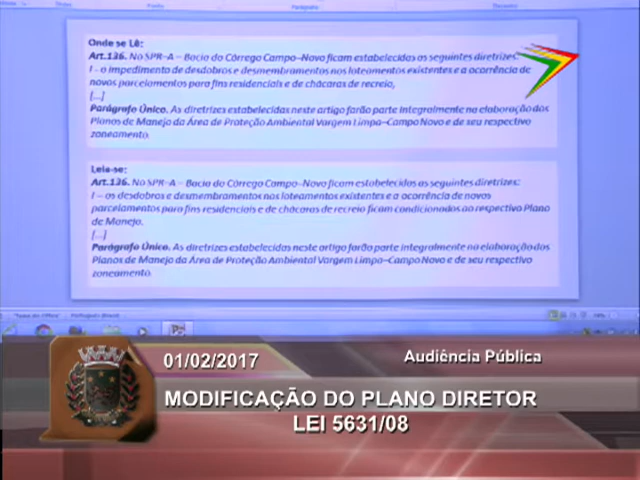 Onde se Lê:
Art.136. No SPR-A – Bacia do Córrego Campo-Novo ficam estabelecidas as seguintes diretrizes:
I – o impedimento de desdobros e desmembramentos nos loteamentos existentes e a ocorrência de
novos parcelamentos para fins residenciais e de chácaras de recreio,
[...]
Parágrafo Único. As diretrizes estabelecidas neste artigo farão parte integralmente na elaboração dos
Planos de Manejo da Área de Proteção Ambiental Vargem Limpa-Campo Novo e de seu respectivo
zoneamento.
Leia-se:
Art.136. No SPR-A – Bacia do Córrego Campo-Novo ficam estabelecidas as seguintes diretrizes:
I – os desdobros e desmembramentos nos loteamentos existentes e a ocorrência de novos
parcelamentos para fins residenciais e de chácaras de recreio ficam condicionados ao respectivo Plano
de Manejo.
[...]
Parágrafo Único. As diretrizes estabelecidas neste artigo farão parte integralmente na elaboração dos
Planos de Manejo da Área de Proteção Ambiental Vargem Limpa-Campo Novo e de seu respectivo
zoneamento.
01/02/2017
Audiência Pública
MODIFICAÇÃO DO PLANO DIRETOR
LEI 5631/08